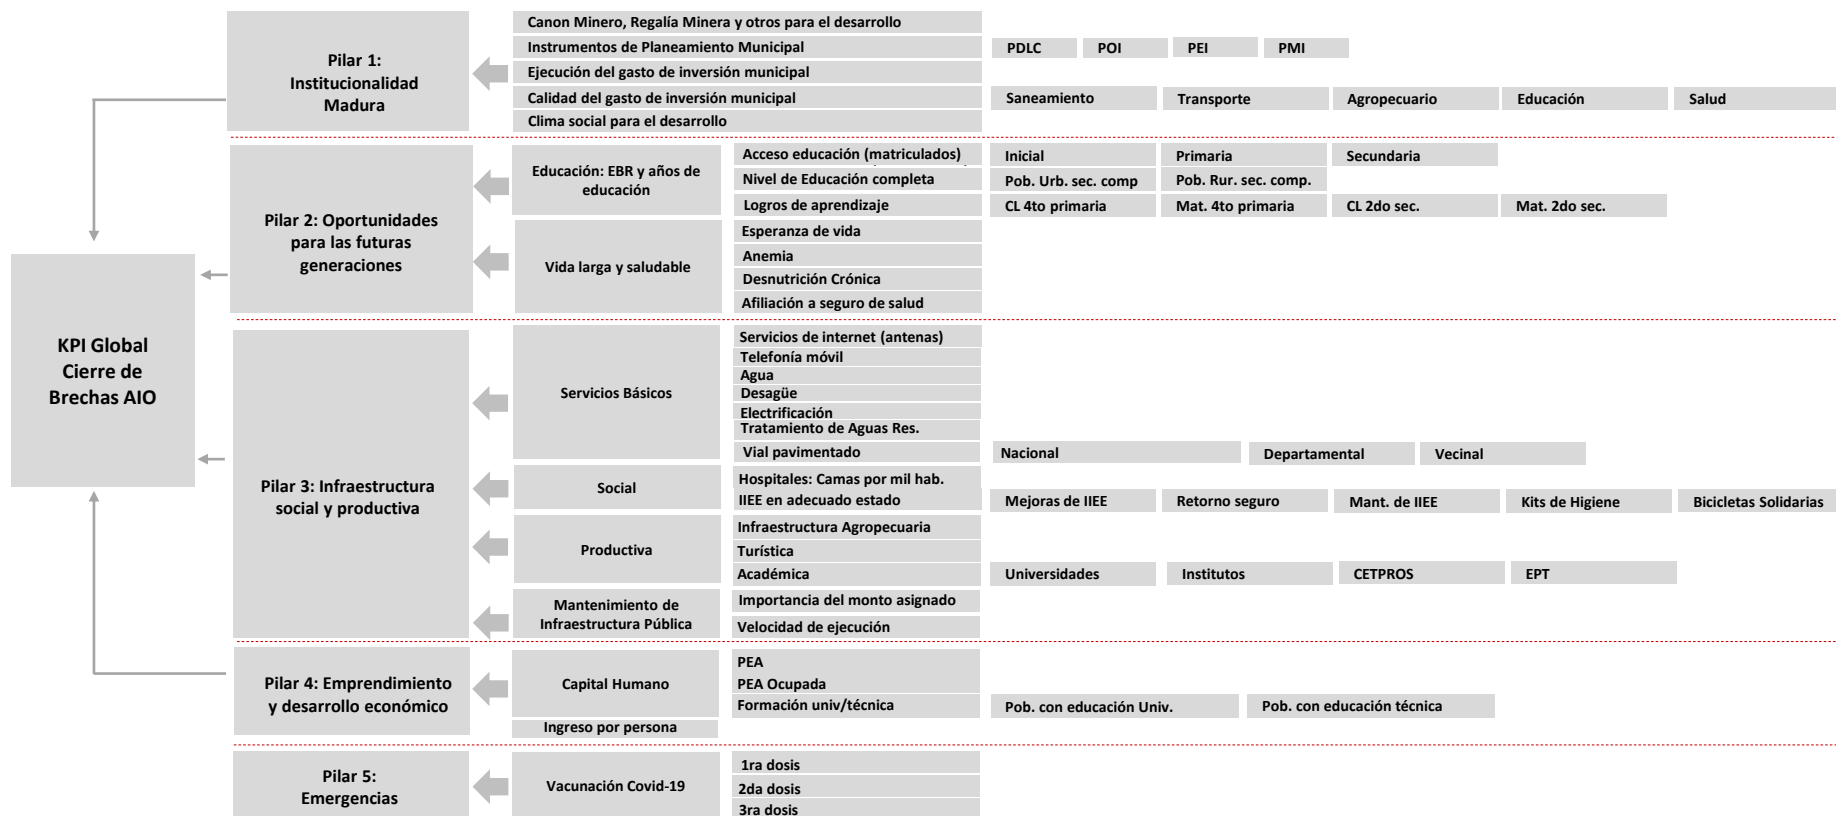 KPI Global
Cierre de
Brechas AIO
Pilar 1:
Institucionalidad
Madura
Canon Minero, Regalía Minera y otros para el desarrollo
Instrumentos de Planeamiento Municipal
PDLC
POI
PEI
PMI
Ejecución del gasto de inversión municipal
Calidad del gasto de inversión municipal
Saneamiento
Transporte
Agropecuario
Educación
Salud
Clima social para el desarrollo
Pilar 2: Oportunidades
para las futuras
generaciones
Educación: EBR y años de
educación
Acceso educación (matriculados)
Inicial
Primaria
Secundaria
Nivel de Educación completa
Pob. Urb. sec. comp
Pob. Rur. sec. comp.
Logros de aprendizaje
CL 4to primaria
Mat. 4to primaria
CL 2do sec.
Mat. 2do sec.
Vida larga y saludable
Esperanza de vida
Anemia
Desnutrición Crónica
Afiliación a seguro de salud
Pilar 3: Infraestructura
social y productiva
Servicios Básicos
Servicios de internet (antenas)
Telefonía móvil
Agua
Desagüe
Electrificación
Tratamiento de Aguas Res.
Vial pavimentado
Nacional
Departamental
Vecinal
Social
Hospitales: Camas por mil hab.
IIEE en adecuado estado
Mejoras de IIEE
Retorno seguro
Mant. de IIEE
Kits de Higiene
Bicicletas Solidarias
Productiva
Infraestructura Agropecuaria
Turística
Académica
Universidades
Institutos
CETPROS
EPT
Mantenimiento de
Infraestructura Pública
Importancia del monto asignado
Velocidad de ejecución
Pilar 4: Emprendimiento
y desarrollo económico
Capital Humano
PEA
PEA Ocupada
Formación univ/técnica
Pob. con educación Univ.
Pob. con educación técnica
Ingreso por persona
Pilar 5:
Emergencias
Vacunación Covid-19
1ra dosis
2da dosis
3ra dosis